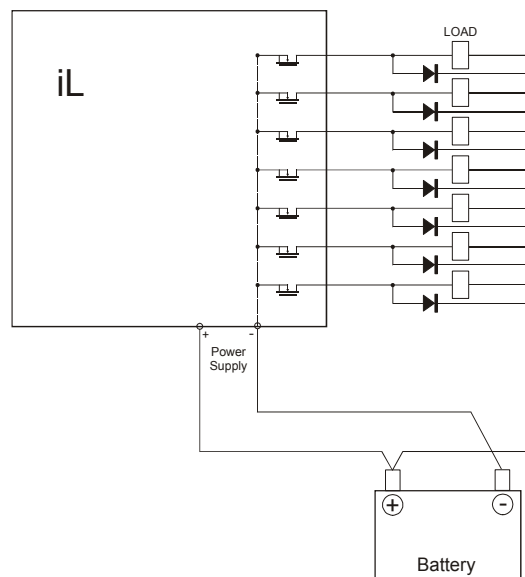 LOAD
iL
+ -
Power
Supply
+ -
Battery